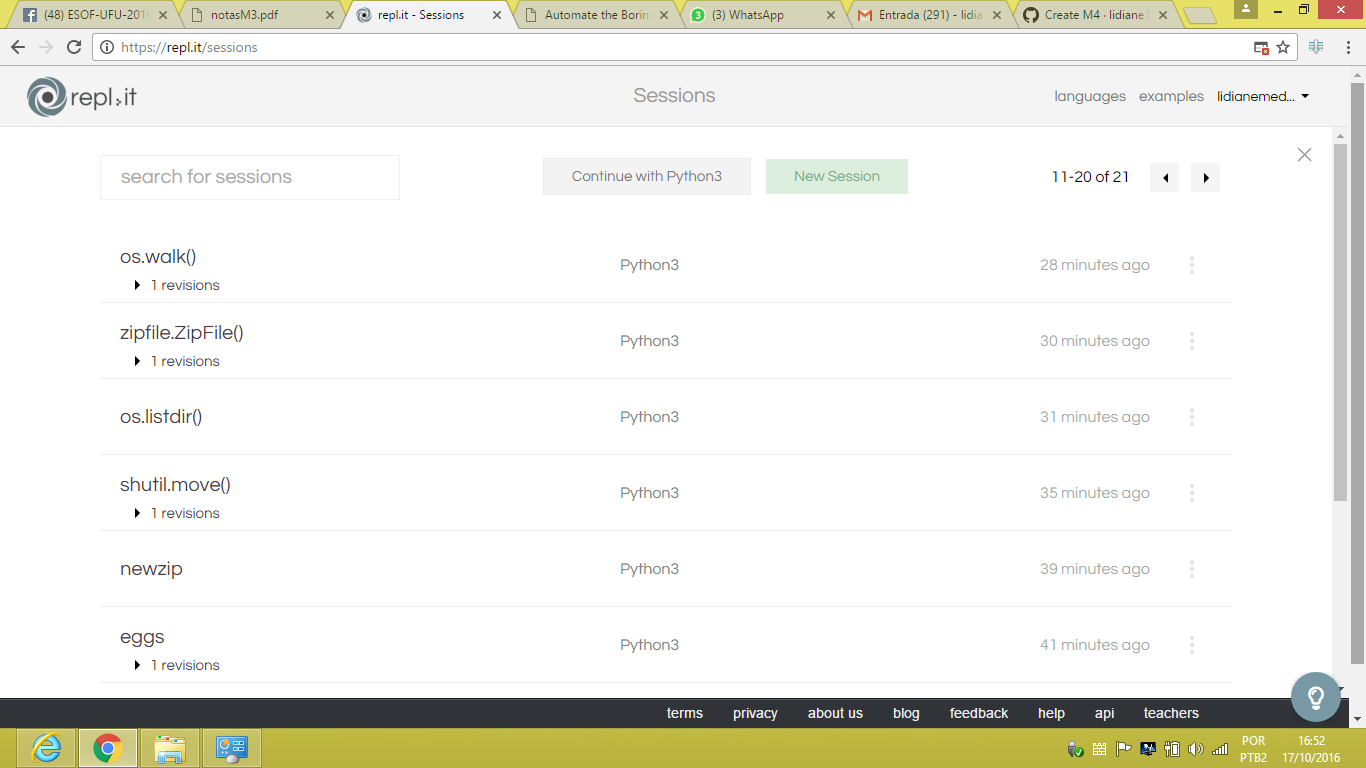 (48) ESOF-UFU-201
notasM3.pdf
repl.it - Sessions
Automate the Borin
3 (3) WhatsApp
Entrada (291) - lidia
Create M4 · lidiane
https://repl.it/sessions
repl.it
Sessions
languages examples lidianemed...
search for sessions
Continue with Python3
New Session
11-20 of 21
os.walk() Python3 28 minutes ago
1 revisions
zipfile.ZipFile() Python3 30 minutes ago
1 revisions
os.listdir() Python3 31 minutes ago
shutil.move() Python3 35 minutes ago
1 revisions
newzip Python3 39 minutes ago
eggs Python3 41 minutes ago
1 revisions
terms privacy about us blog feedback help api teachers
POR 16:52
PTB2 17/10/2016